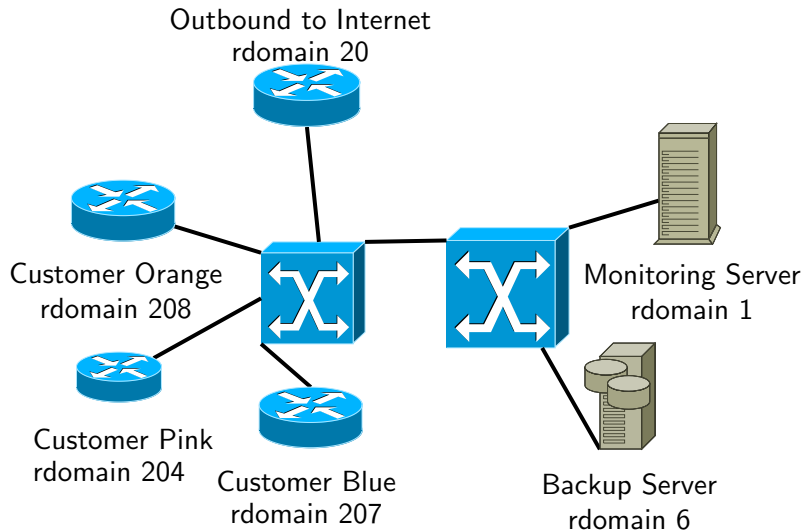 Outbound to Internet
rdomain 20
Customer Orange
rdomain 208
Monitoring Server
rdomain 1
Customer Pink
rdomain 204
Customer Blue
rdomain 207
Backup Server
rdomain 6